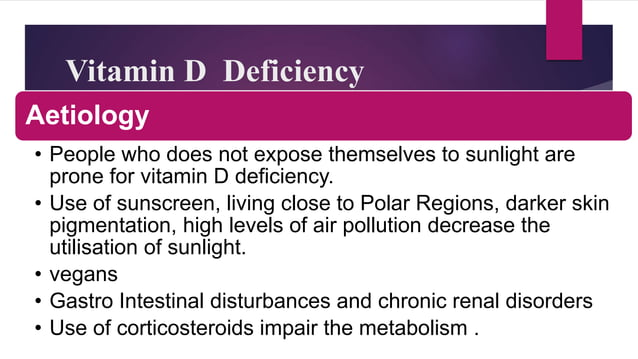 Vitamin D  Deficiency
Aetiology
• People who does not expose themselves to sunlight are
prone for vitamin D deficiency.
• Use of sunscreen, living close to Polar Regions, darker skin
pigmentation, high levels of air pollution decrease the
utilisation of sunlight.
• vegans
• Gastro Intestinal disturbances and chronic renal disorders
• Use of corticosteroids impair the metabolism .